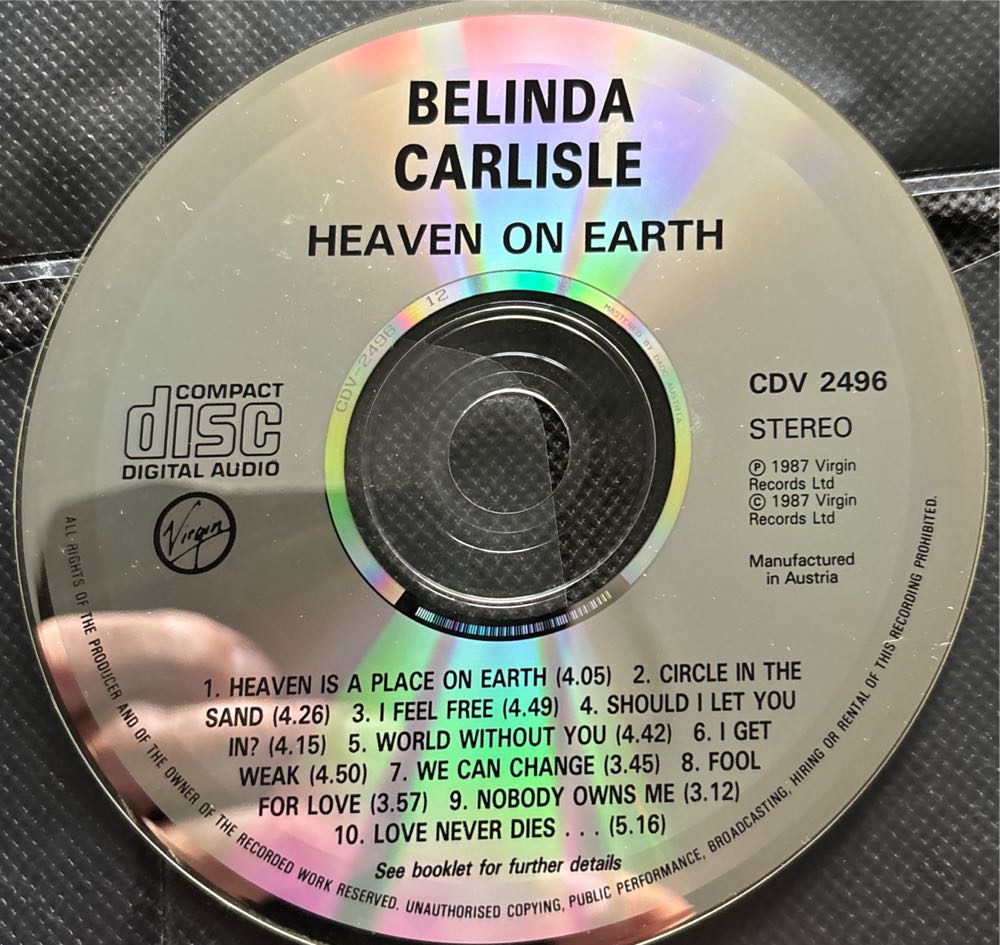 BELINDA
CARLISLE
HEAVEN ON EARTH
CDV-2496 12
MASTERED BY DADC AUSTRIA
COMPACT
disc
DIGITAL AUDIO
Virgin
CDV 2496
STEREO
℗ 1987 Virgin
Records Ltd
© 1987 Virgin
Records Ltd
Manufactured
in Austria
1. HEAVEN IS A PLACE ON EARTH (4.05) 2. CIRCLE IN THE
SAND (4.26) 3. I FEEL FREE (4.49) 4. SHOULD I LET YOU
IN? (4.15) 5. WORLD WITHOUT YOU (4.42) 6. I GET
WEAK (4.50) 7. WE CAN CHANGE (3.45) 8. FOOL
FOR LOVE (3.57) 9. NOBODY OWNS ME (3.12)
10. LOVE NEVER DIES . . . (5.16)
See booklet for further details
ALL RIGHTS OF THE PRODUCER AND OF THE OWNER OF THE RECORDED WORK RESERVED. UNAUTHORISED COPYING, PUBLIC PERFORMANCE, BROADCASTING, HIRING OR RENTAL OF THIS RECORDING PROHIBITED.